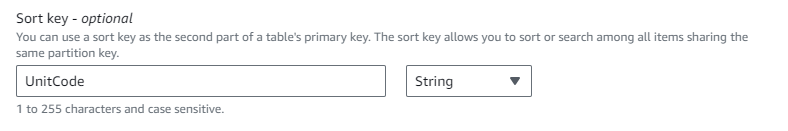 Sort key - optional
You can use a sort key as the second part of a table's primary key. The sort key allows you to sort or search among all items sharing the
same partition key.
UnitCode String
1 to 255 characters and case sensitive.